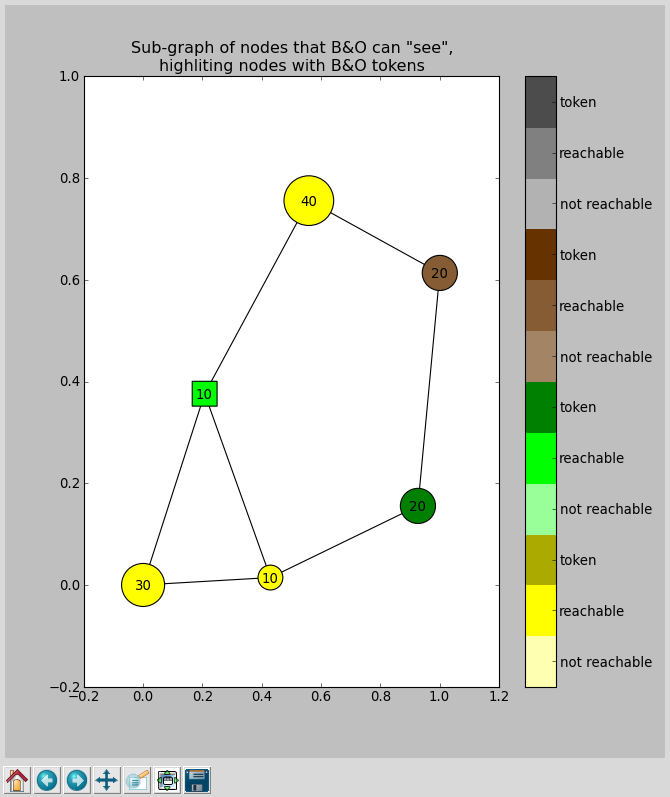 Sub-graph of nodes that B&O can "see",
highliting nodes with B&O tokens
1.0
0.8
0.6
0.4
0.2
0.0
−0.2
−0.2 0.0 0.2 0.4 0.6 0.8 1.0 1.2
40
20
10
20
30
10
token
reachable
not reachable
token
reachable
not reachable
token
reachable
not reachable
token
reachable
not reachable